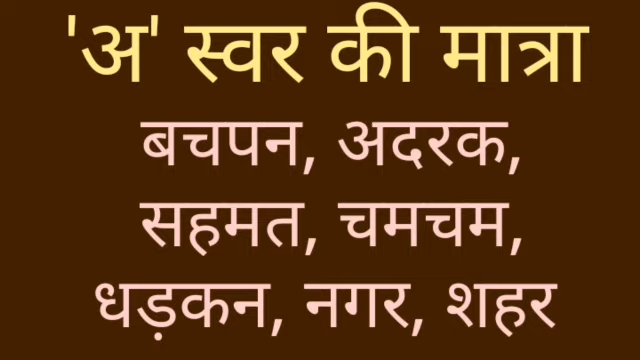 'अ' स्वर की मात्रा
बचपन, अदरक,
सहमत, चमचम,
धड़कन, नगर, शहर